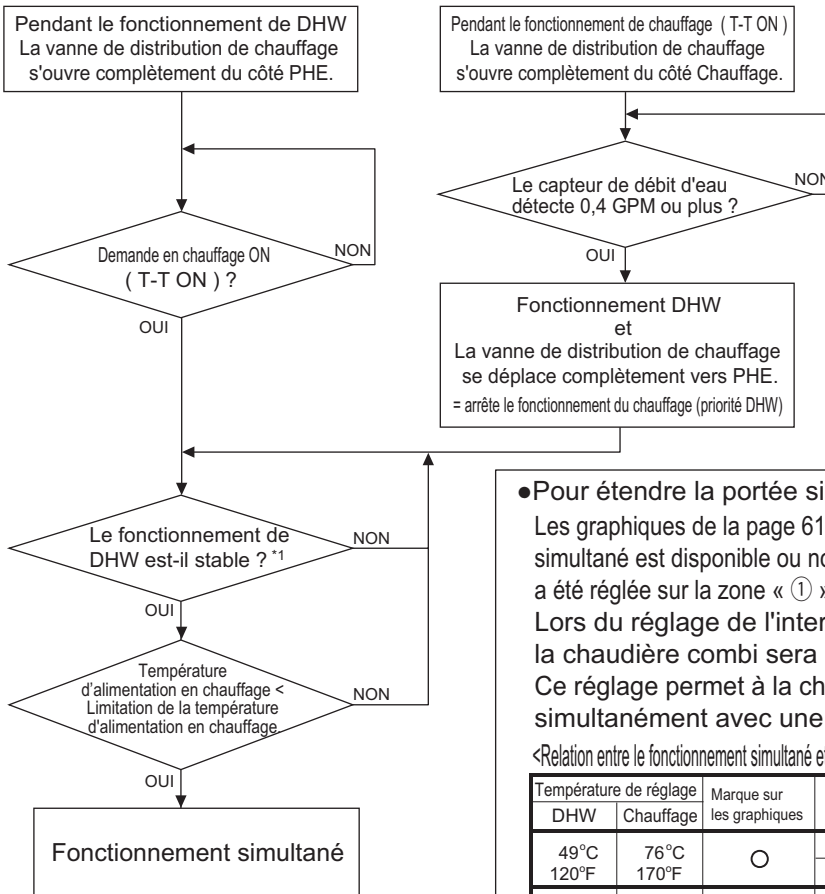 Pendant le fonctionnement de DHW
La vanne de distribution de chauffage
s'ouvre complètement du côté PHE.
Demande en chauffage ON
( T-T ON ) ?
NON
OUI
Pendant le fonctionnement de chauffage ( T-T ON )
La vanne de distribution de chauffage
s'ouvre complètement du côté Chauffage.
Le capteur de débit d'eau
détecte 0,4 GPM ou plus ?
NON
OUI
Fonctionnement DHW
et
La vanne de distribution de chauffage
se déplace complètement vers PHE.
= arrête le fonctionnement du chauffage (priorité DHW)
Le fonctionnement de
DHW est-il stable ? *1
NON
OUI
Température
d'alimentation en chauffage <
Limitation de la température
d'alimentation en chauffage
NON
OUI
Fonctionnement simultané
●Pour étendre la portée si
Les graphiques de la page 61
simultané est disponible ou no
a été réglée sur la zone « ① »
Lors du réglage de l'inter
la chaudière combi sera
Ce réglage permet à la ch
simultanément avec une
<Relation entre le fonctionnement simultané et
Température de réglage Marque sur
DHW Chauffage les graphiques
49°C 76°C ○
120°F 170°F